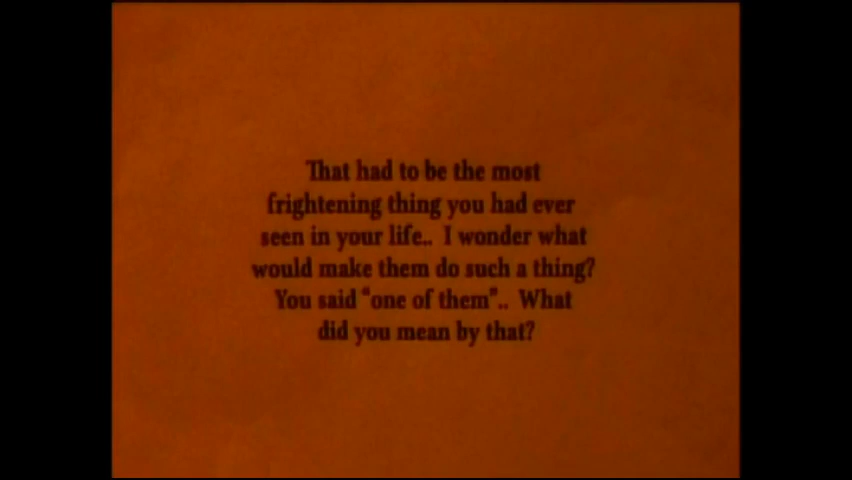 That had to be the most
frightening thing you had ever
seen in your life..  I wonder what
would make them do such a thing?
You said "one of them"..  What
did you mean by that?